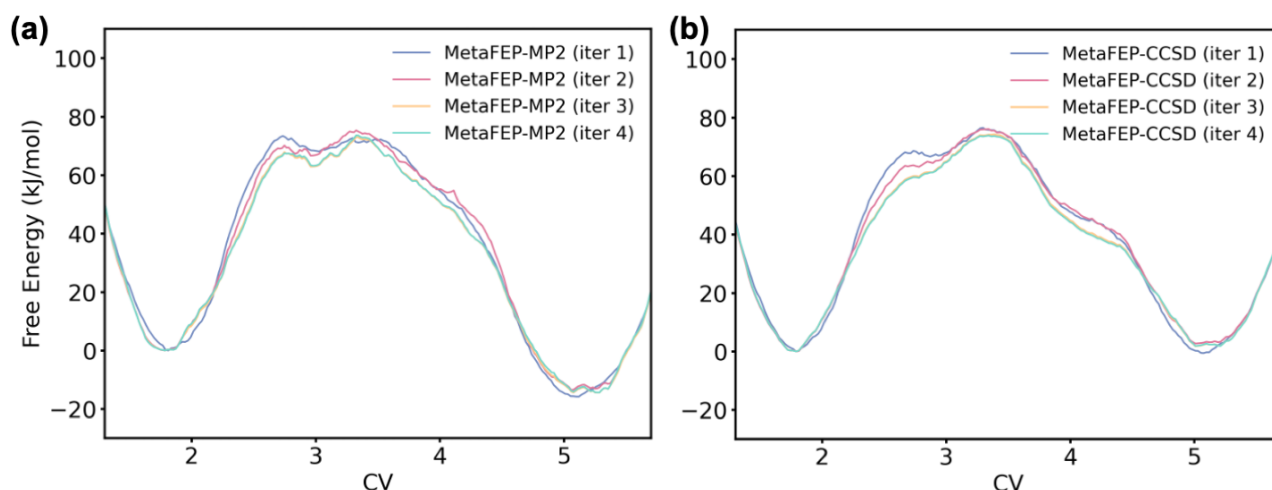 (a)
MetaFEP-MP2 (iter 1)
MetaFEP-MP2 (iter 2)
MetaFEP-MP2 (iter 3)
MetaFEP-MP2 (iter 4)
Free Energy (kJ/mol)
100
80
60
40
20
0
−20
2
3
4
5
CV
(b)
MetaFEP-CCSD (iter 1)
MetaFEP-CCSD (iter 2)
MetaFEP-CCSD (iter 3)
MetaFEP-CCSD (iter 4)
100
80
60
40
20
0
−20
2
3
4
5
CV